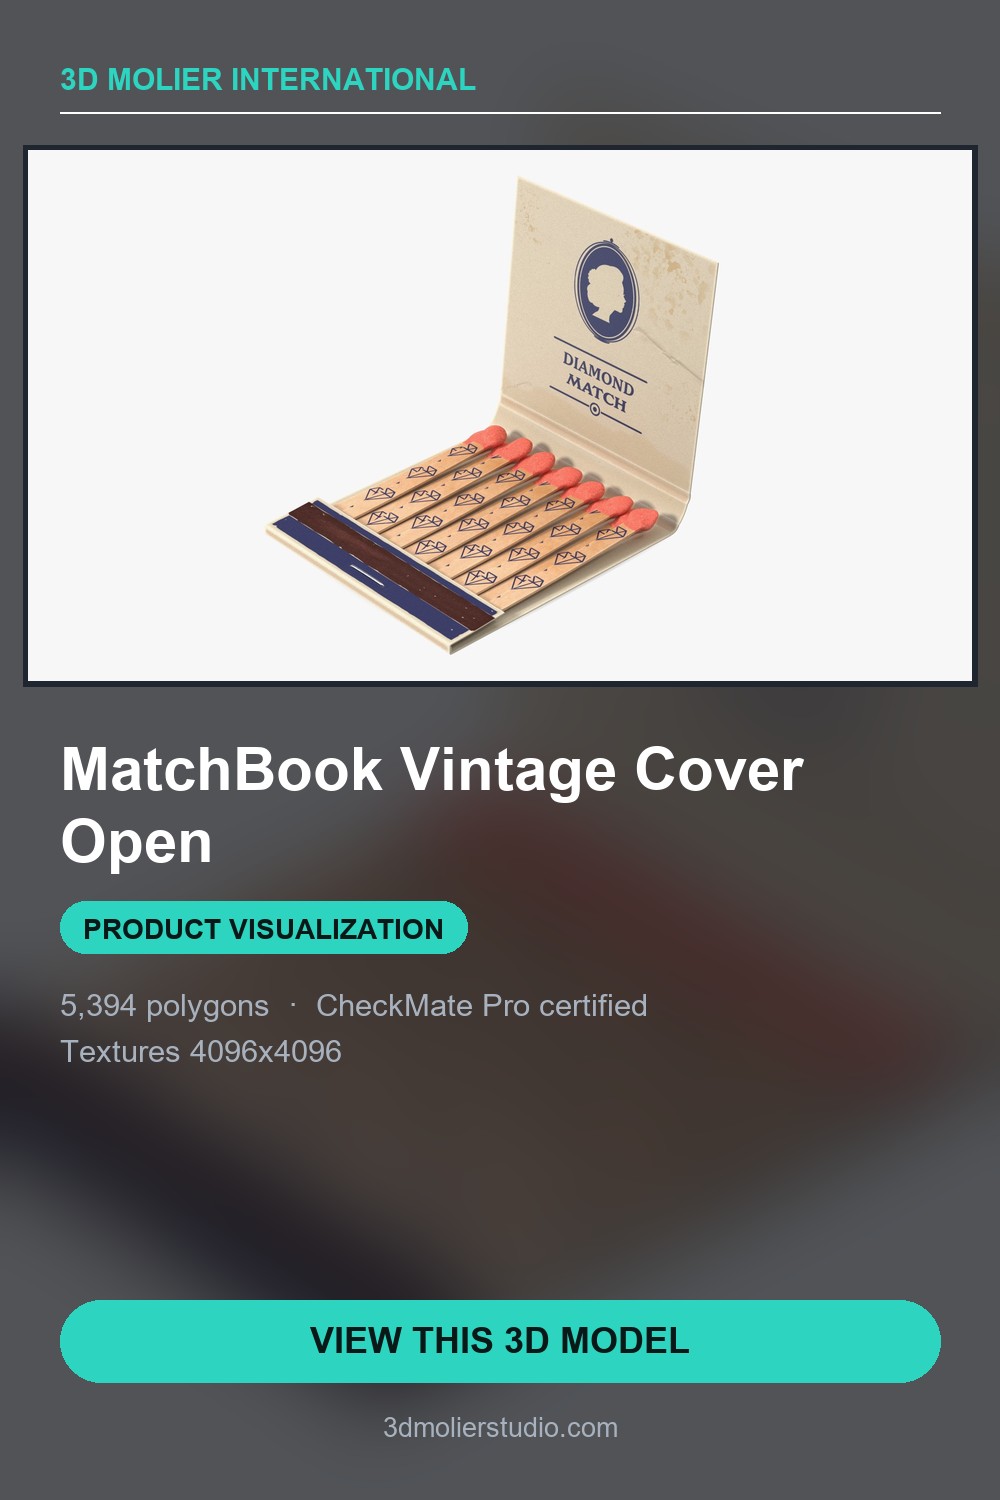 3D MOLIER INTERNATIONAL
DIAMOND
MATCH
MatchBook Vintage Cover
Open
PRODUCT VISUALIZATION
5,394 polygons · CheckMate Pro certified
Textures 4096x4096
VIEW THIS 3D MODEL
3dmolierstudio.com